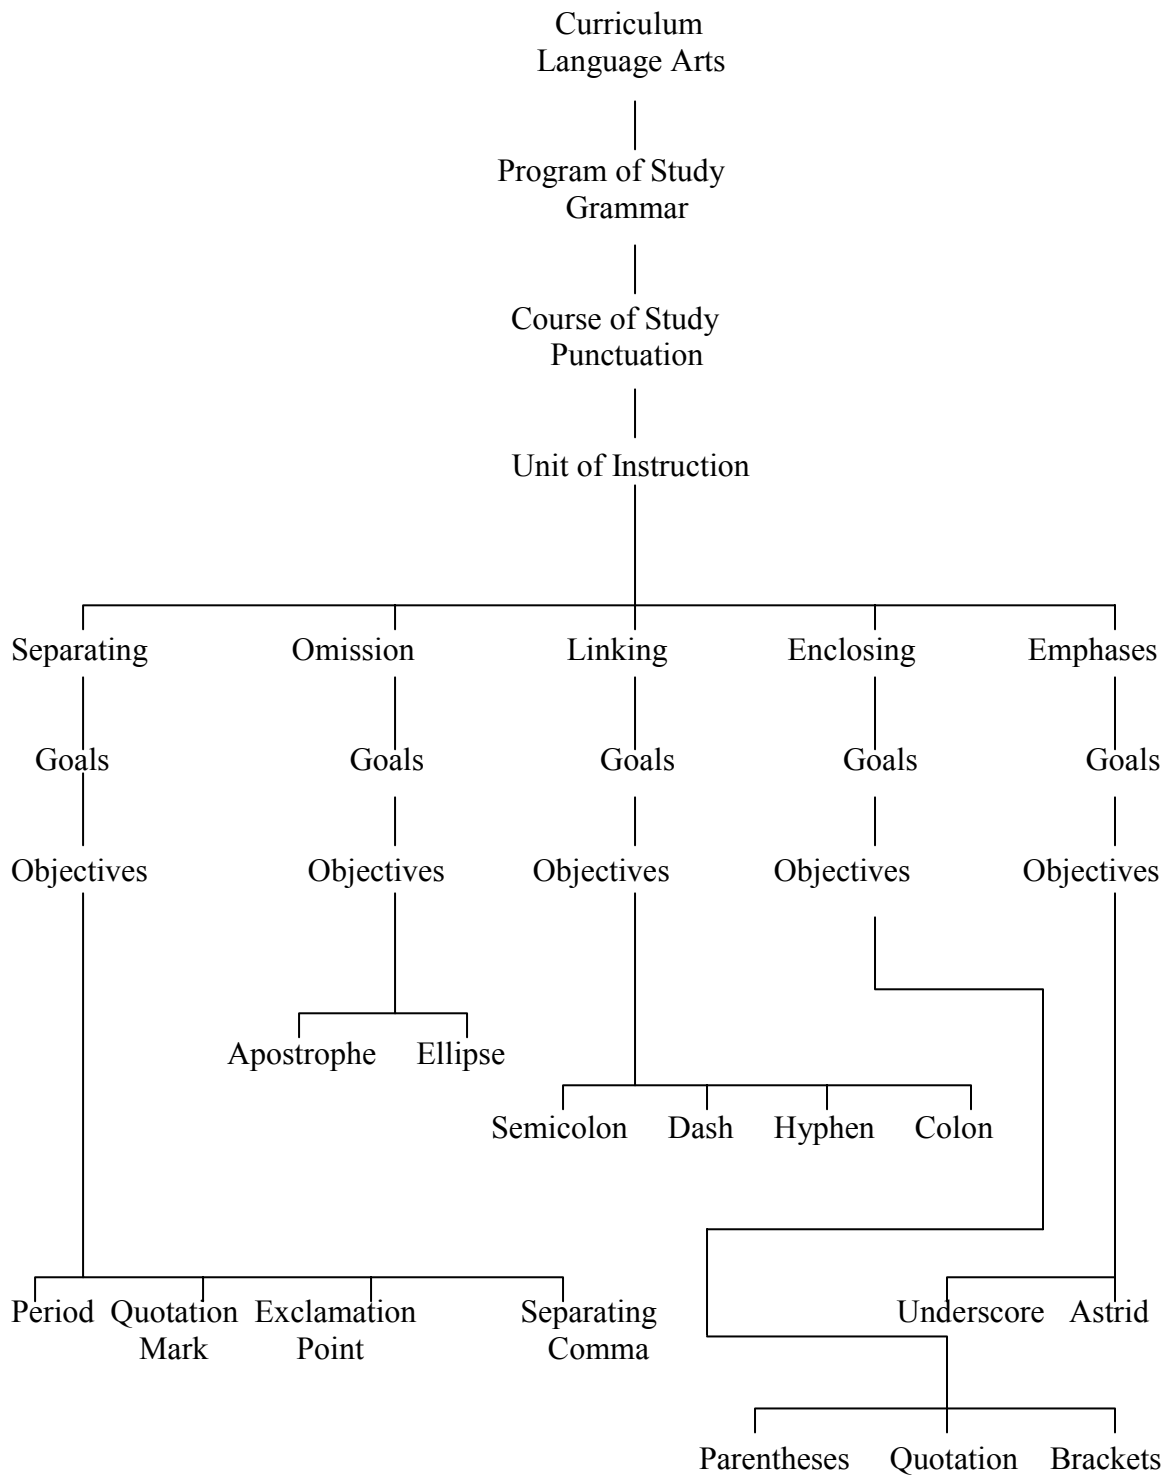 Curriculum
Language Arts
Program of Study
Grammar
Course of Study
Punctuation
Unit of Instruction
Separating Omission Linking Enclosing Emphases
Goals Goals Goals Goals Goals
Objectives Objectives Objectives Objectives Objectives
Apostrophe Ellipse
Semicolon Dash Hyphen Colon
Period Quotation Exclamation Separating Underscore Astrid
Mark Point Comma
Parentheses Quotation Brackets